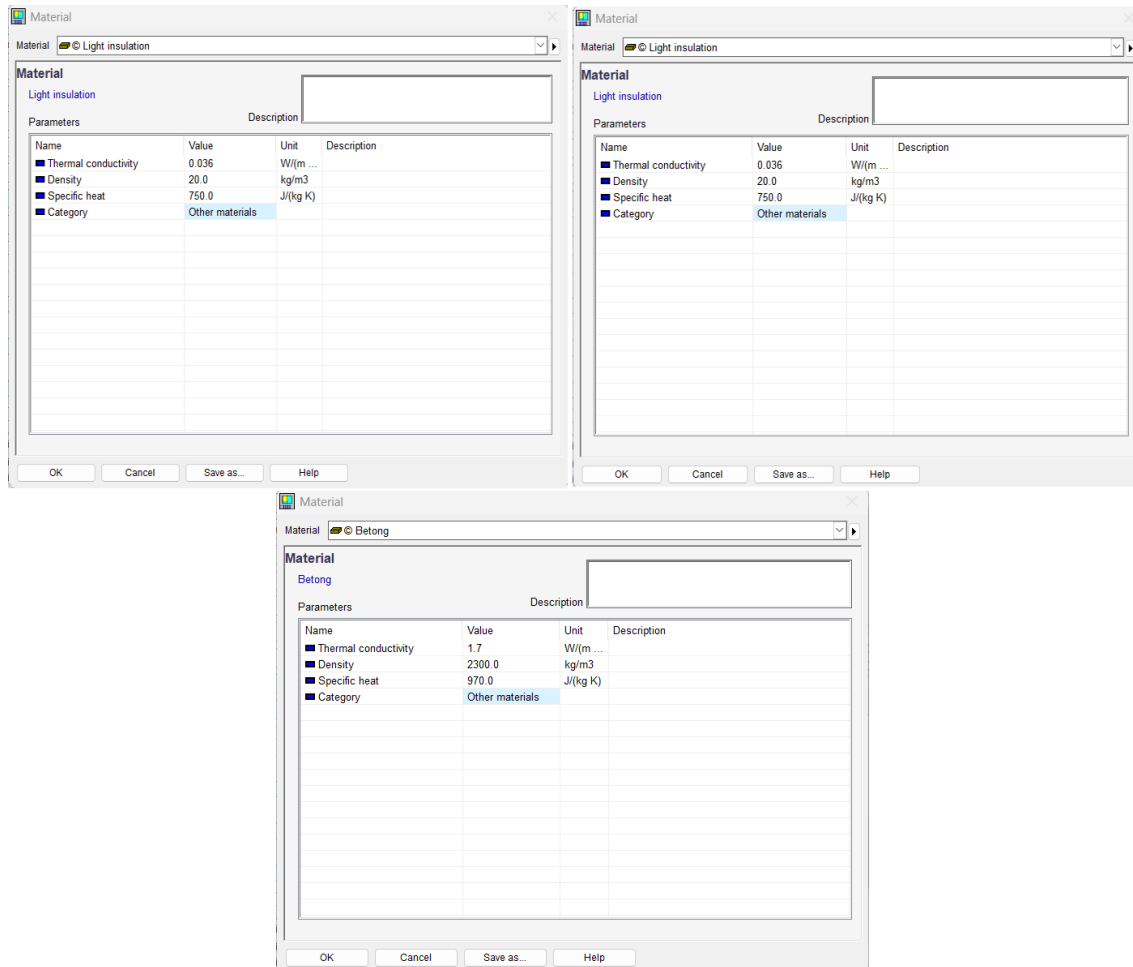 Material
Material © Light insulation
Material
Light insulation
Parameters
Description
Name Value Unit Description
Thermal conductivity 0.036 W/(m ...
Density 20.0 kg/m3
Specific heat 750.0 J/(kg K)
Category Other materials
OK Cancel Save as... Help
Material
Material © Light insulation
Material
Light insulation
Parameters
Description
Name Value Unit Description
Thermal conductivity 0.036 W/(m ...
Density 20.0 kg/m3
Specific heat 750.0 J/(kg K)
Category Other materials
OK Cancel Save as... Help
Material
Material © Betong
Material
Betong
Parameters
Description
Name Value Unit Description
Thermal conductivity 1.7 W/(m ...
Density 2300.0 kg/m3
Specific heat 970.0 J/(kg K)
Category Other materials
OK Cancel Save as... Help